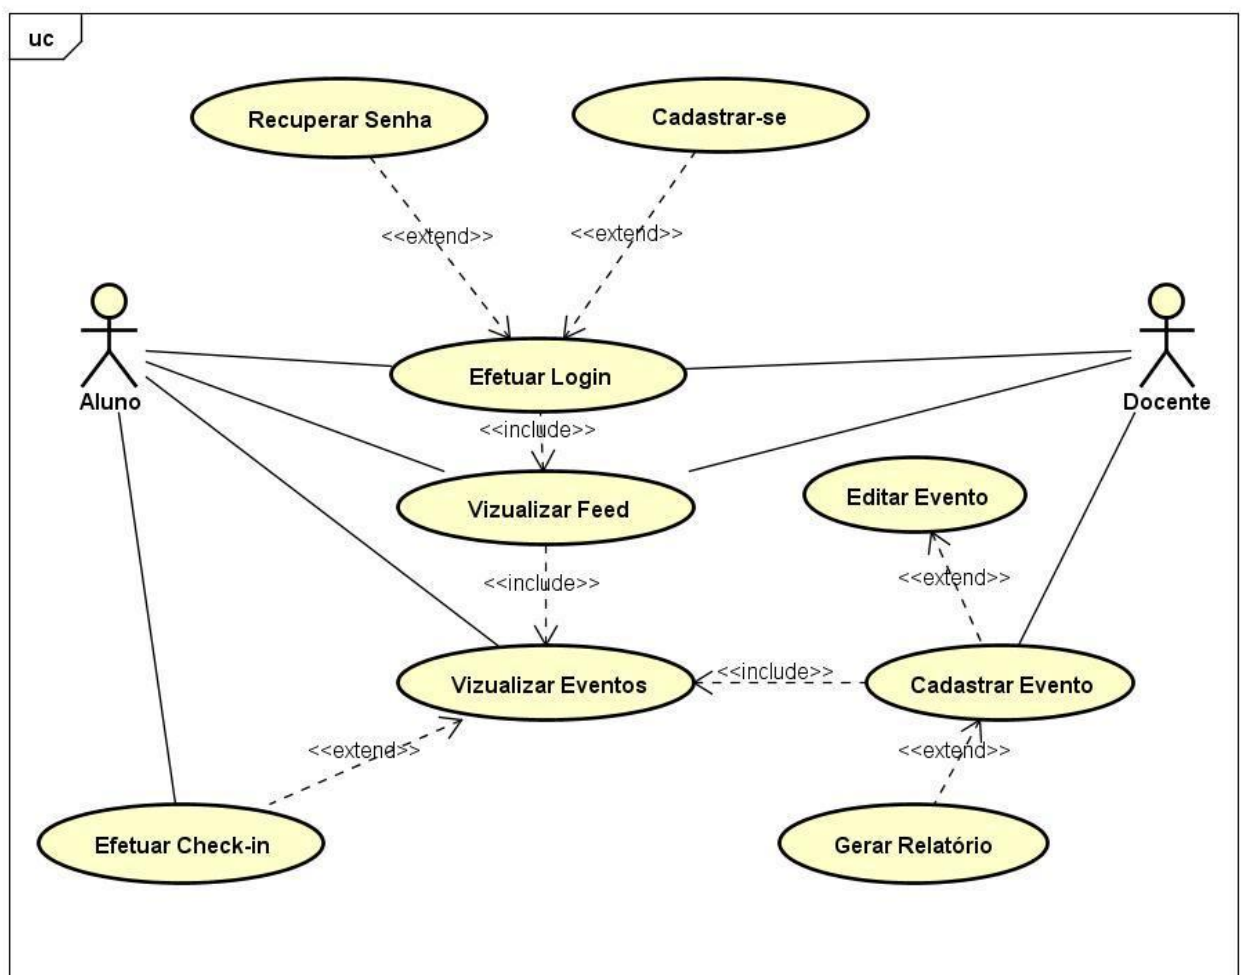 uc
Recuperar Senha
Cadastrar-se
<<extend>>
<<extend>>
Efetuar Login
Aluno
Docente
<<include>>
Vizualizar Feed
Editar Evento
<<include>>
<<extend>>
Vizualizar Eventos
<<include>>
Cadastrar Evento
<<extend>>
<<extend>>
Efetuar Check-in
Gerar Relatório